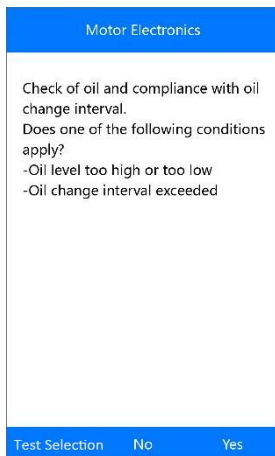 Motor Electronics
Check of oil and compliance with oil
change interval.
Does one of the following conditions
apply?
-Oil level too high or too low
-Oil change interval exceeded
Test Selection No Yes